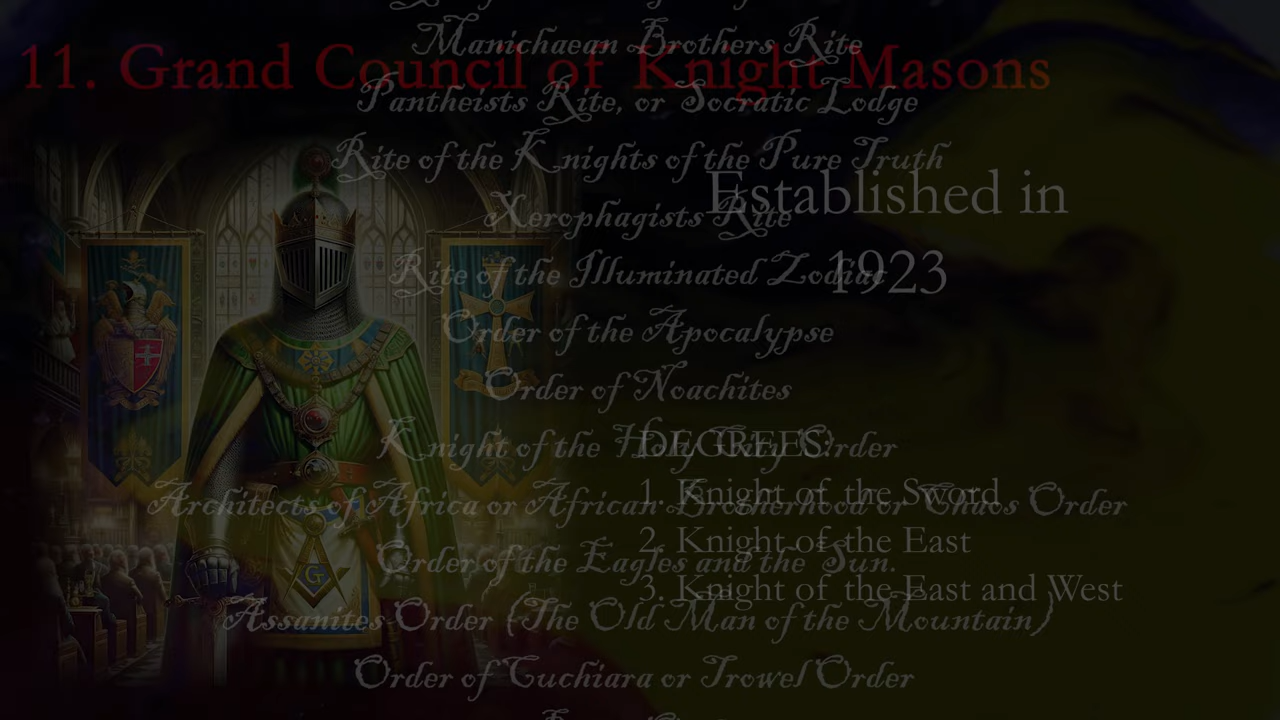 11. Grand Council of Knight Masons
Established in
1923
DEGREES:
1. Knight of the Sword
2. Knight of the East
3. Knight of the East and West
Manichaean Brothers Rite
Pantheists Rite, or Socratic Lodge
Rite of the Knights of the Pure Truth
Xerophagists Rite
Rite of the Illuminated Zodiac
Order of the Apocalypse
Order of Noachites
Knight of the Holy City Order
Architects of Africa or African Brotherhood or Chaos Order
Order of the Eagles and the Sun.
Assanites Order (The Old Man of the Mountain)
Order of Cuchiara or Trowel Order
G